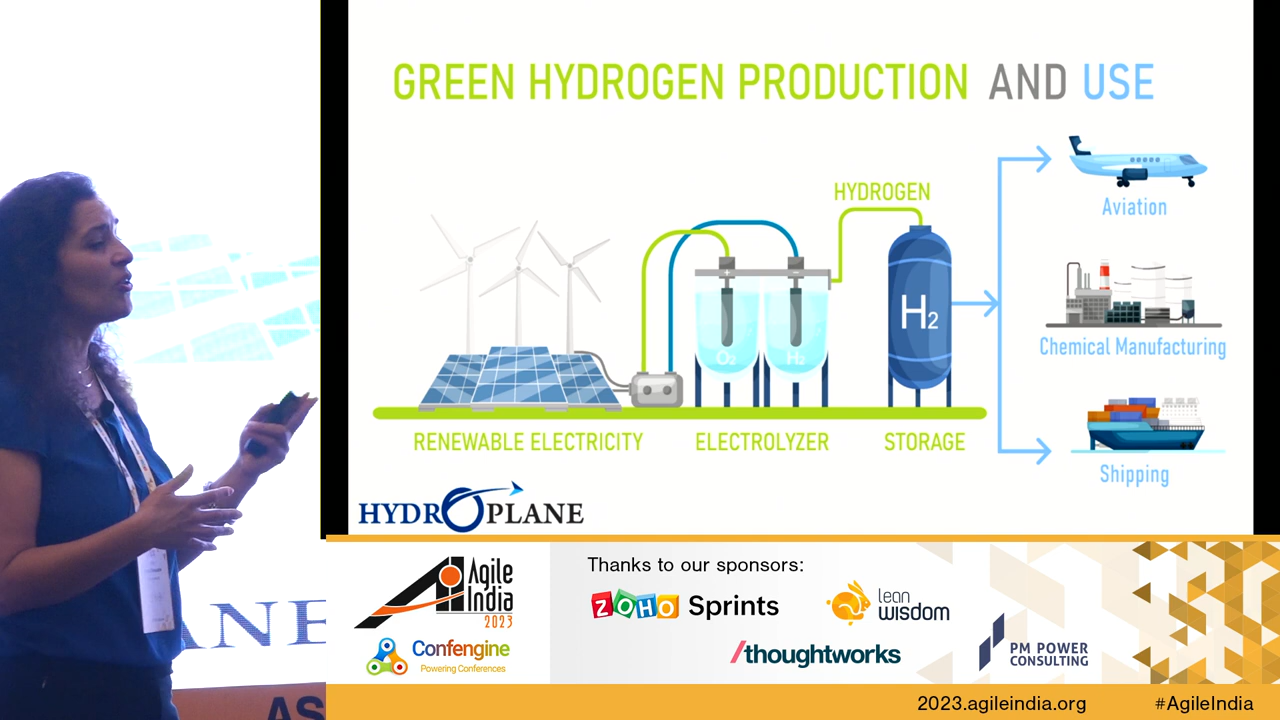 GREEN HYDROGEN PRODUCTION AND USE
HYDROGEN
Aviation
O2
H2
H2
Chemical Manufacturing
RENEWABLE ELECTRICITY
ELECTROLYZER
STORAGE
Shipping
HYDROPLANE
ANE
AS
Agile
India
2023
Confengine
Powering Conferences
Thanks to our sponsors:
ZOHO Sprints
lean
wisdom
/thoughtworks
PM POWER
CONSULTING
2023.agileindia.org
#AgileIndia